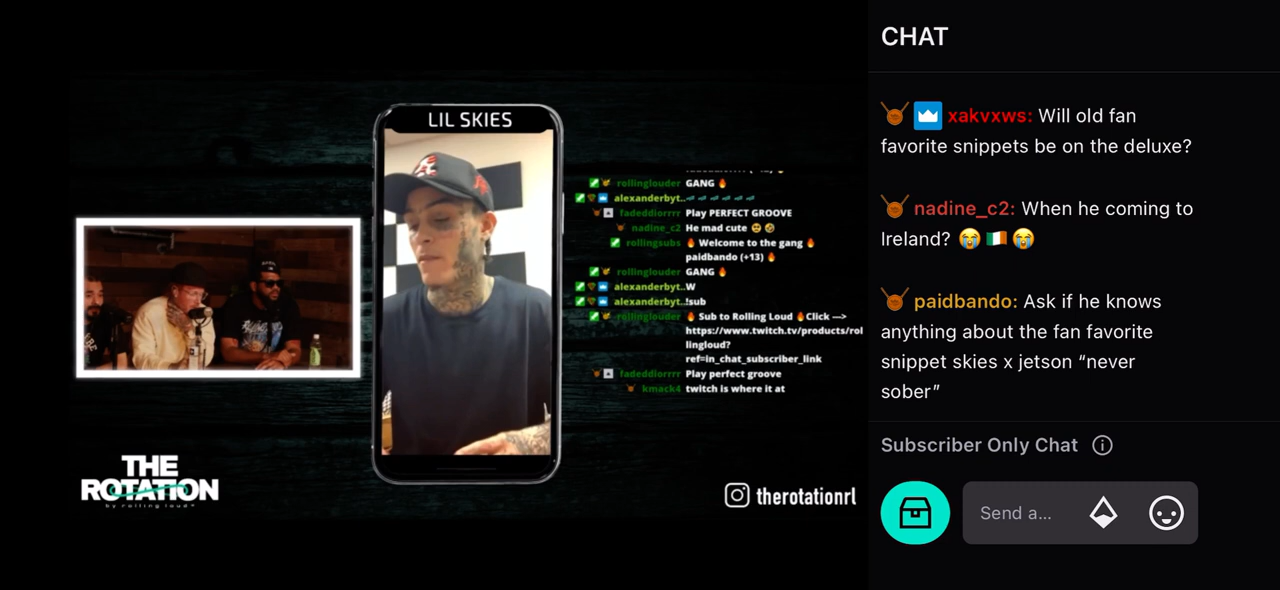 LIL SKIES
rollinglouder GANG 🔥
alexanderbyt..
fadeddiorrrr Play PERFECT GROOVE
nadine_c2 He mad cute
rollingsubs 🔥 Welcome to the gang 🔥
paidbando (+13) 🔥
rollinglouder GANG 🔥
alexanderbyt..W
alexanderbyt..!sub
rollinglouder 🔥 Sub to Rolling Loud 🔥Click --->
https://www.twitch.tv/products/rol
lingloud?
ref=in_chat_subscriber_link
fadeddiorrrr Play perfect groove
kmack4 twitch is where it at
THE
ROTATION
by rolling loud
therotationrl
CHAT
xakvxws: Will old fan
favorite snippets be on the deluxe?
nadine_c2: When he coming to
Ireland? 😭 🇮🇪 😭
paidbando: Ask if he knows
anything about the fan favorite
snippet skies x jetson “never
sober”
Subscriber Only Chat
Send a...